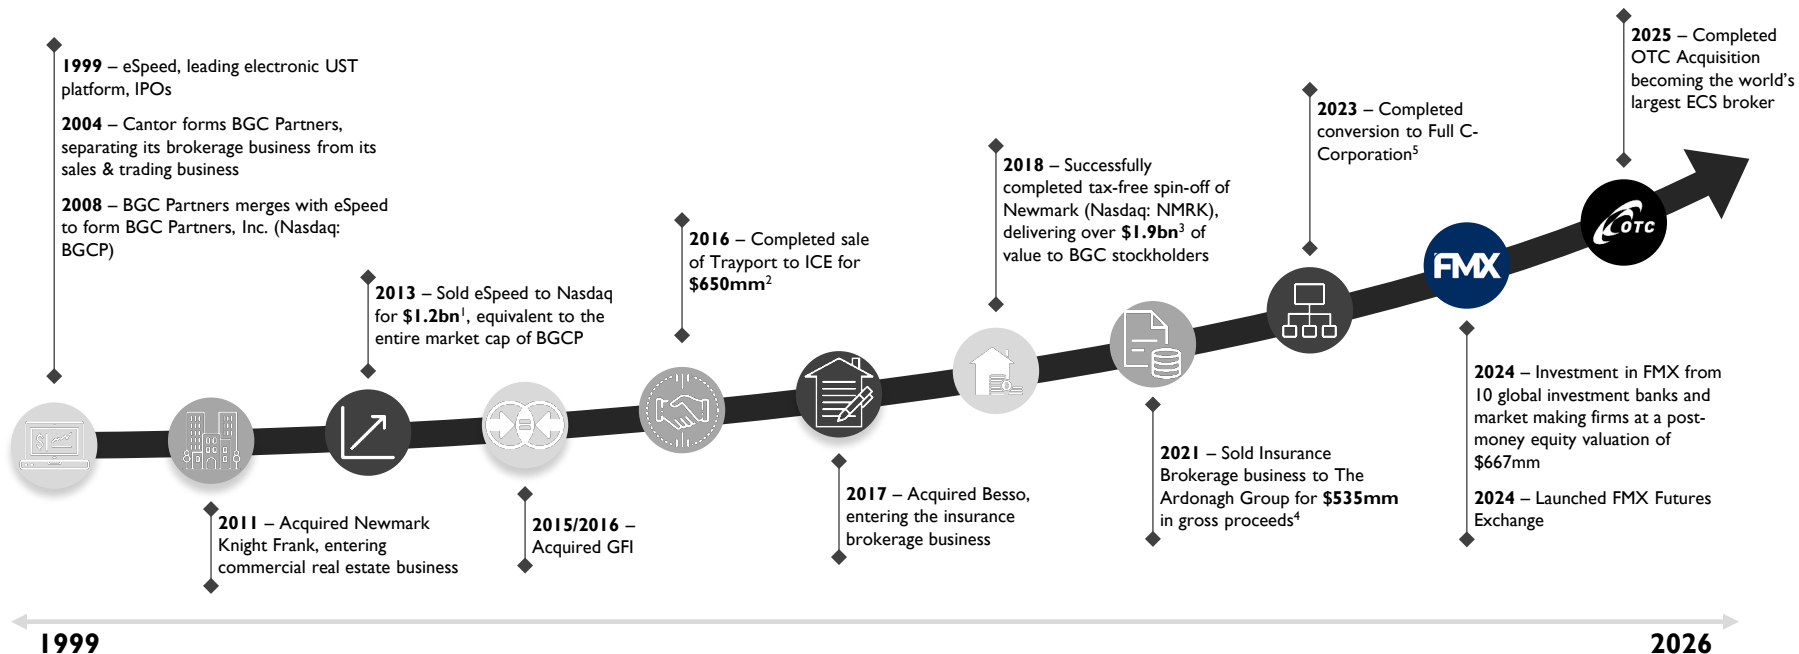 1999 – eSpeed, leading electronic UST
platform, IPOs
2004 – Cantor forms BGC Partners,
separating its brokerage business from its
sales & trading business
2008 – BGC Partners merges with eSpeed
to form BGC Partners, Inc. (Nasdaq:
BGCP)
2011 – Acquired Newmark
Knight Frank, entering
commercial real estate business
2013 – Sold eSpeed to Nasdaq
for $1.2bn¹, equivalent to the
entire market cap of BGCP
2015/2016 –
Acquired GFI
2016 – Completed sale
of Trayport to ICE for
$650mm²
2017 – Acquired Besso,
entering the insurance
brokerage business
2018 – Successfully
completed tax-free spin-off of
Newmark (Nasdaq: NMRK),
delivering over $1.9bn³ of
value to BGC stockholders
2021 – Sold Insurance
Brokerage business to The
Ardonagh Group for $535mm
in gross proceeds⁴
2023 – Completed
conversion to Full C-
Corporation⁵
FMX
2024 – Investment in FMX from
10 global investment banks and
market making firms at a post-
money equity valuation of
$667mm
2024 – Launched FMX Futures
Exchange
2025 – Completed
OTC Acquisition
becoming the world's
largest ECS broker
OTC
$
1999
2026